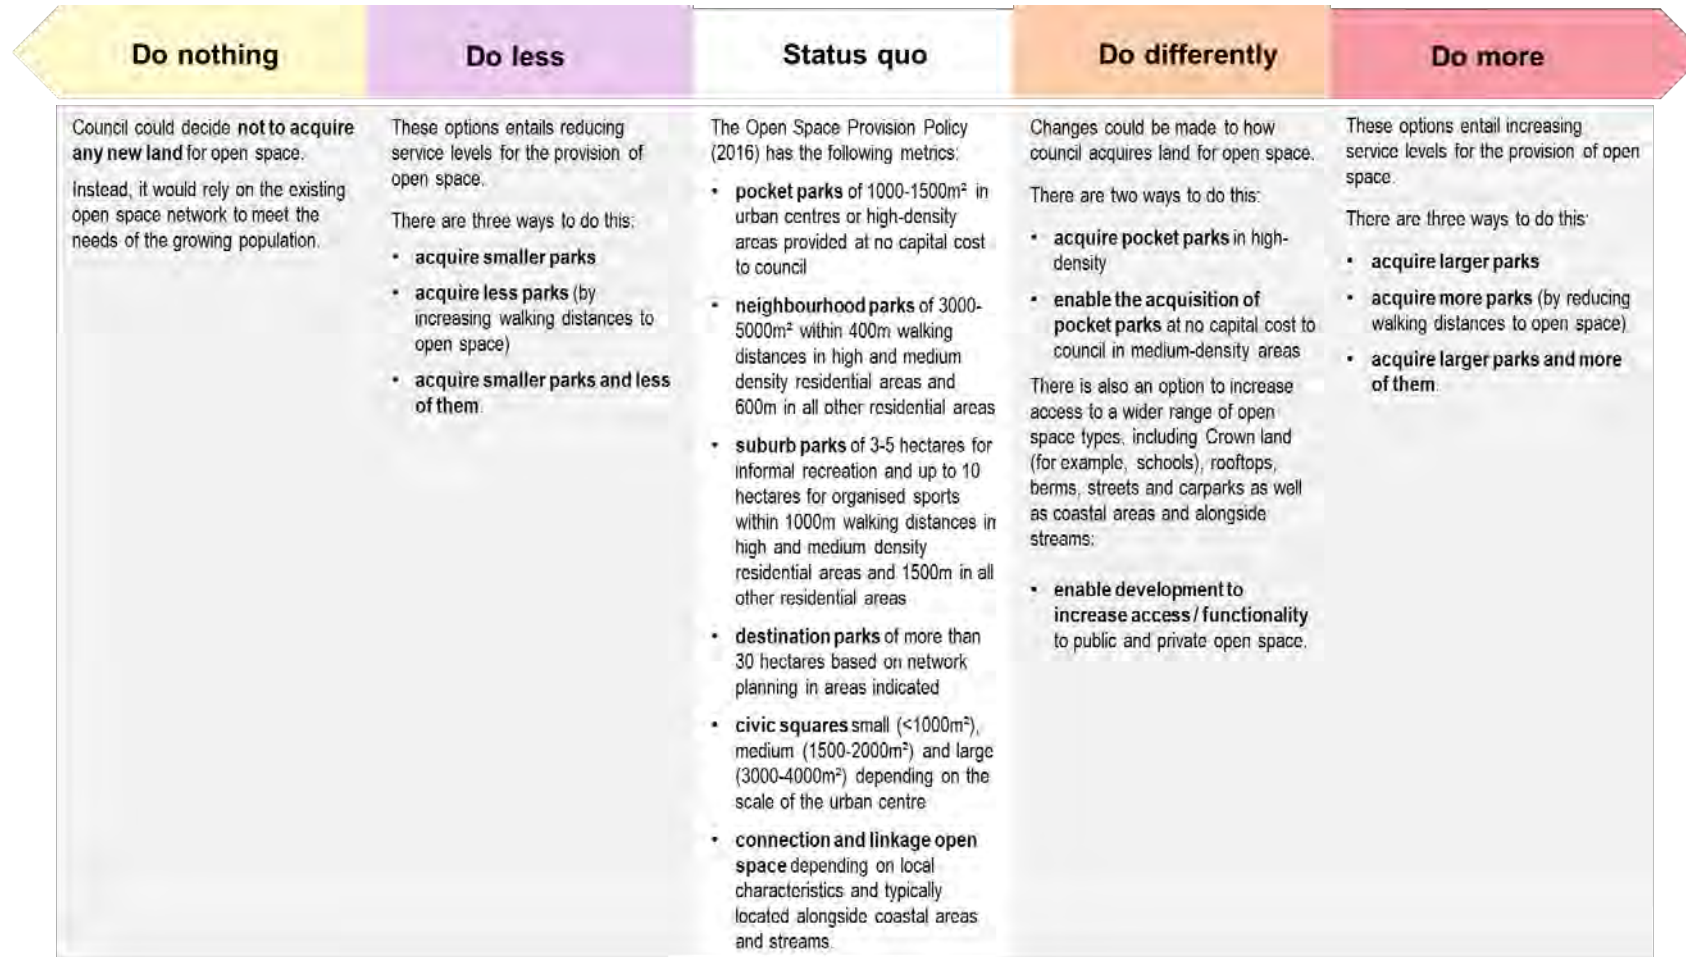 Do nothing
Do less
Status quo
Do differently
Do more
Council could decide not to acquire
any new land for open space.
Instead, it would rely on the existing
open space network to meet the
needs of the growing population.
These options entails reducing
service levels for the provision of
open space.
There are three ways to do this:
• acquire smaller parks
• acquire less parks (by
increasing walking distances to
open space)
• acquire smaller parks and less
of them.
The Open Space Provision Policy
(2016) has the following metrics:
• pocket parks of 1000-1500m² in
urban centres or high-density
areas provided at no capital cost
to council
• neighbourhood parks of 3000-
5000m² within 400m walking
distances in high and medium
density residential areas and
600m in all other residential areas
• suburb parks of 3-5 hectares for
informal recreation and up to 10
hectares for organised sports
within 1000m walking distances in
high and medium density
residential areas and 1500m in all
other residential areas
• destination parks of more than
30 hectares based on network
planning in areas indicated
• civic squares small (<1000m²),
medium (1500-2000m²) and large
(3000-4000m²) depending on the
scale of the urban centre
• connection and linkage open
space depending on local
characteristics and typically
located alongside coastal areas
and streams.
Changes could be made to how
council acquires land for open space.
There are two ways to do this:
• acquire pocket parks in high-
density
• enable the acquisition of
pocket parks at no capital cost to
council in medium-density areas
There is also an option to increase
access to a wider range of open
space types, including Crown land
(for example, schools), rooftops,
berms, streets and carparks as well
as coastal areas and alongside
streams:
• enable development to
increase access / functionality
to public and private open space.
These options entail increasing
service levels for the provision of open
space.
There are three ways to do this:
• acquire larger parks
• acquire more parks (by reducing
walking distances to open space)
• acquire larger parks and more
of them.